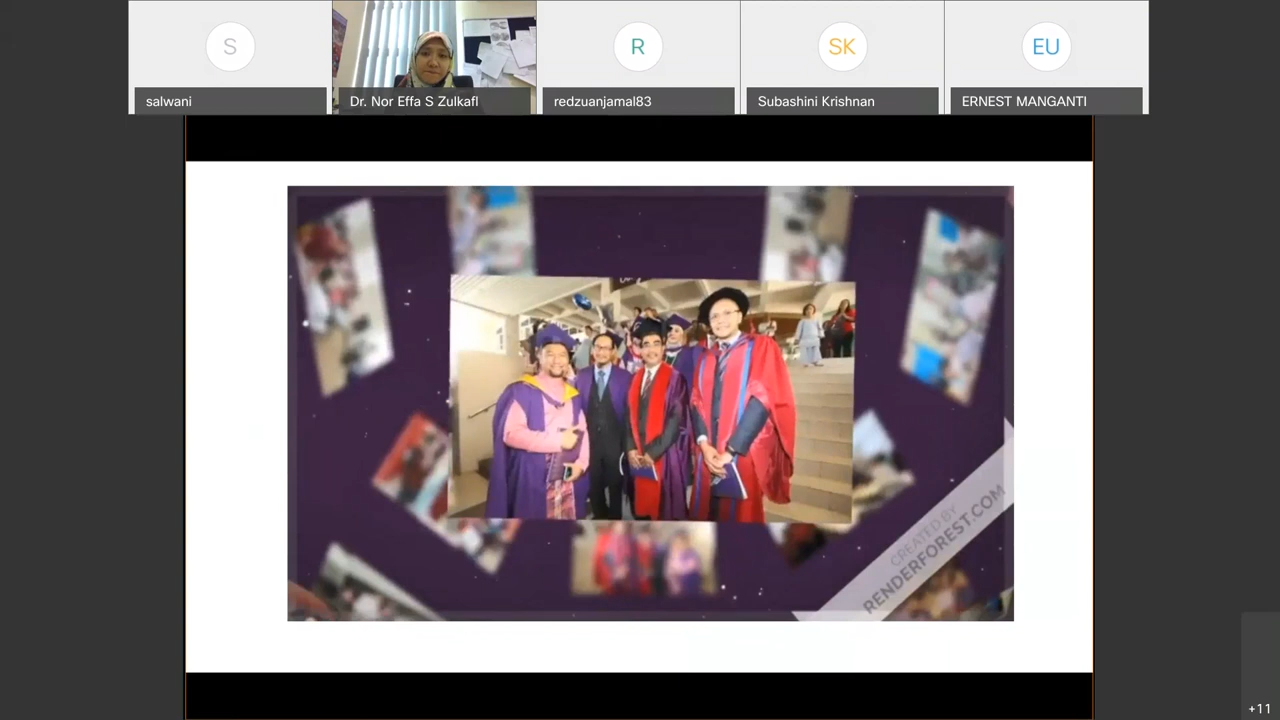 S
R
SK
EU
salwani
Dr. Nor Effa S Zulkafl
redzuanjamal83
Subashini Krishnan
ERNEST MANGANTI
CREATED BY
RENDERFOREST.COM
+11